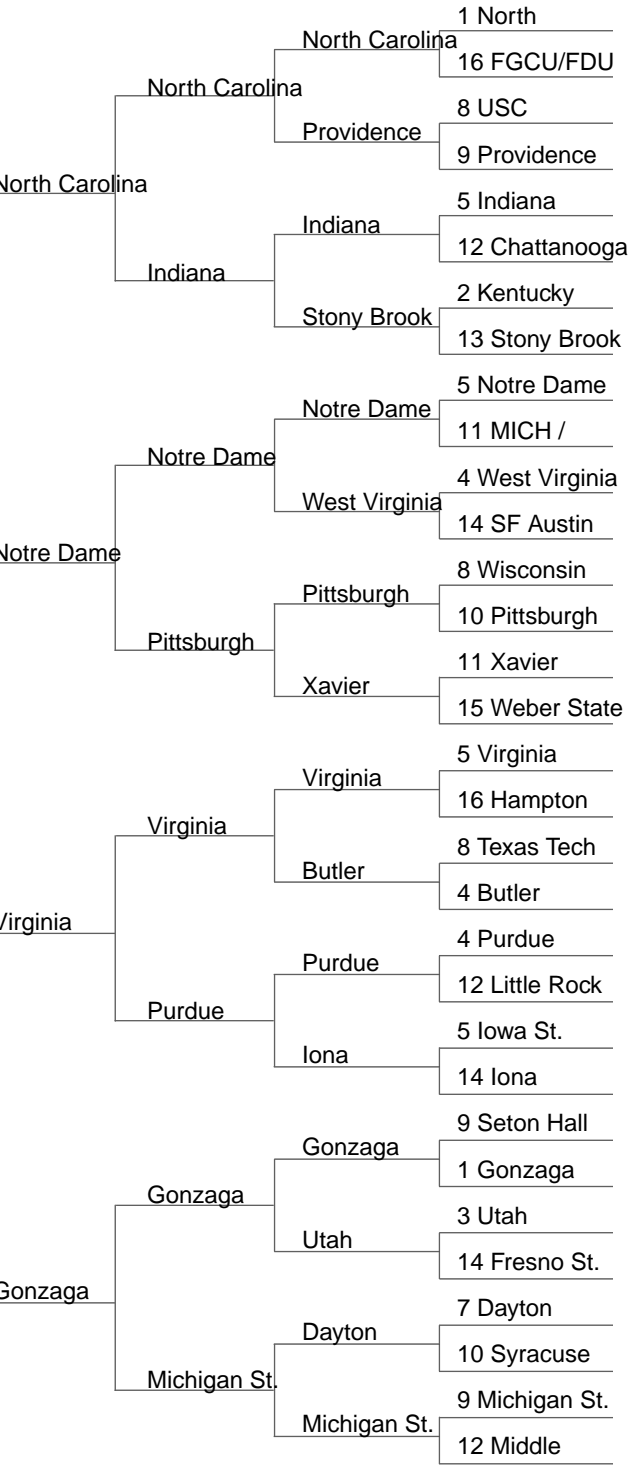 1 North
North Carolina
16 FGCU/FDU
North Carolina
8 USC
Providence
9 Providence
North Carolina
5 Indiana
Indiana
12 Chattanooga
Indiana
2 Kentucky
Stony Brook
13 Stony Brook
5 Notre Dame
Notre Dame
11 MICH /
Notre Dame
4 West Virginia
West Virginia
14 SF Austin
Notre Dame
8 Wisconsin
Pittsburgh
10 Pittsburgh
Pittsburgh
11 Xavier
Xavier
15 Weber State
5 Virginia
Virginia
16 Hampton
Virginia
8 Texas Tech
Butler
4 Butler
Virginia
4 Purdue
Purdue
12 Little Rock
Purdue
5 Iowa St.
Iona
14 Iona
9 Seton Hall
Gonzaga
1 Gonzaga
Gonzaga
3 Utah
Utah
14 Fresno St.
Gonzaga
7 Dayton
Dayton
10 Syracuse
Michigan St.
9 Michigan St.
Michigan St.
12 Middle